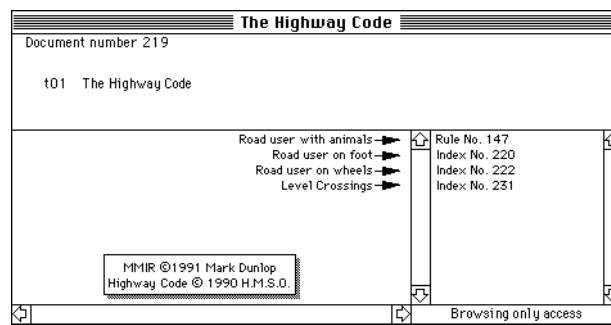 The Highway Code
Document number 219
t01 The Highway Code
Road user with animals
Road user on foot
Road user on wheels
Level Crossings
Rule No. 147
Index No. 220
Index No. 222
Index No. 231
MMIR ©1991 Mark Dunlop
Highway Code © 1990 H.M.S.O.
Browsing only access